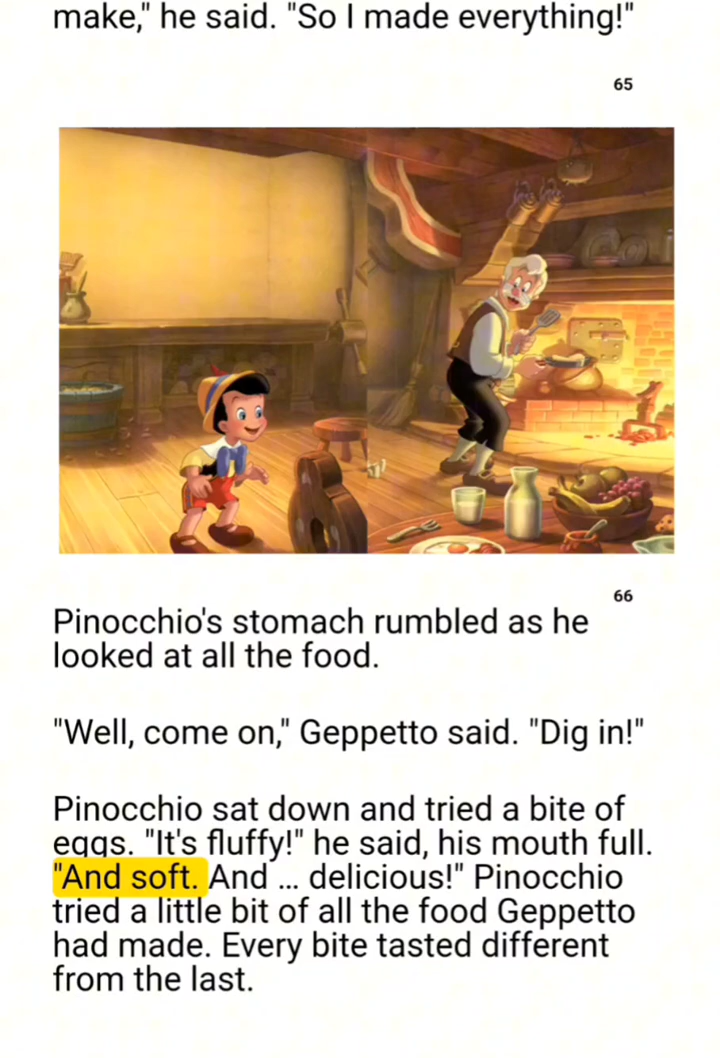 make," he said. "So I made everything!"
65
66
Pinocchio's stomach rumbled as he
looked at all the food.
"Well, come on," Geppetto said. "Dig in!"
Pinocchio sat down and tried a bite of
eggs. "It's fluffy!" he said, his mouth full.
"And soft. And ... delicious!" Pinocchio
tried a little bit of all the food Geppetto
had made. Every bite tasted different
from the last.